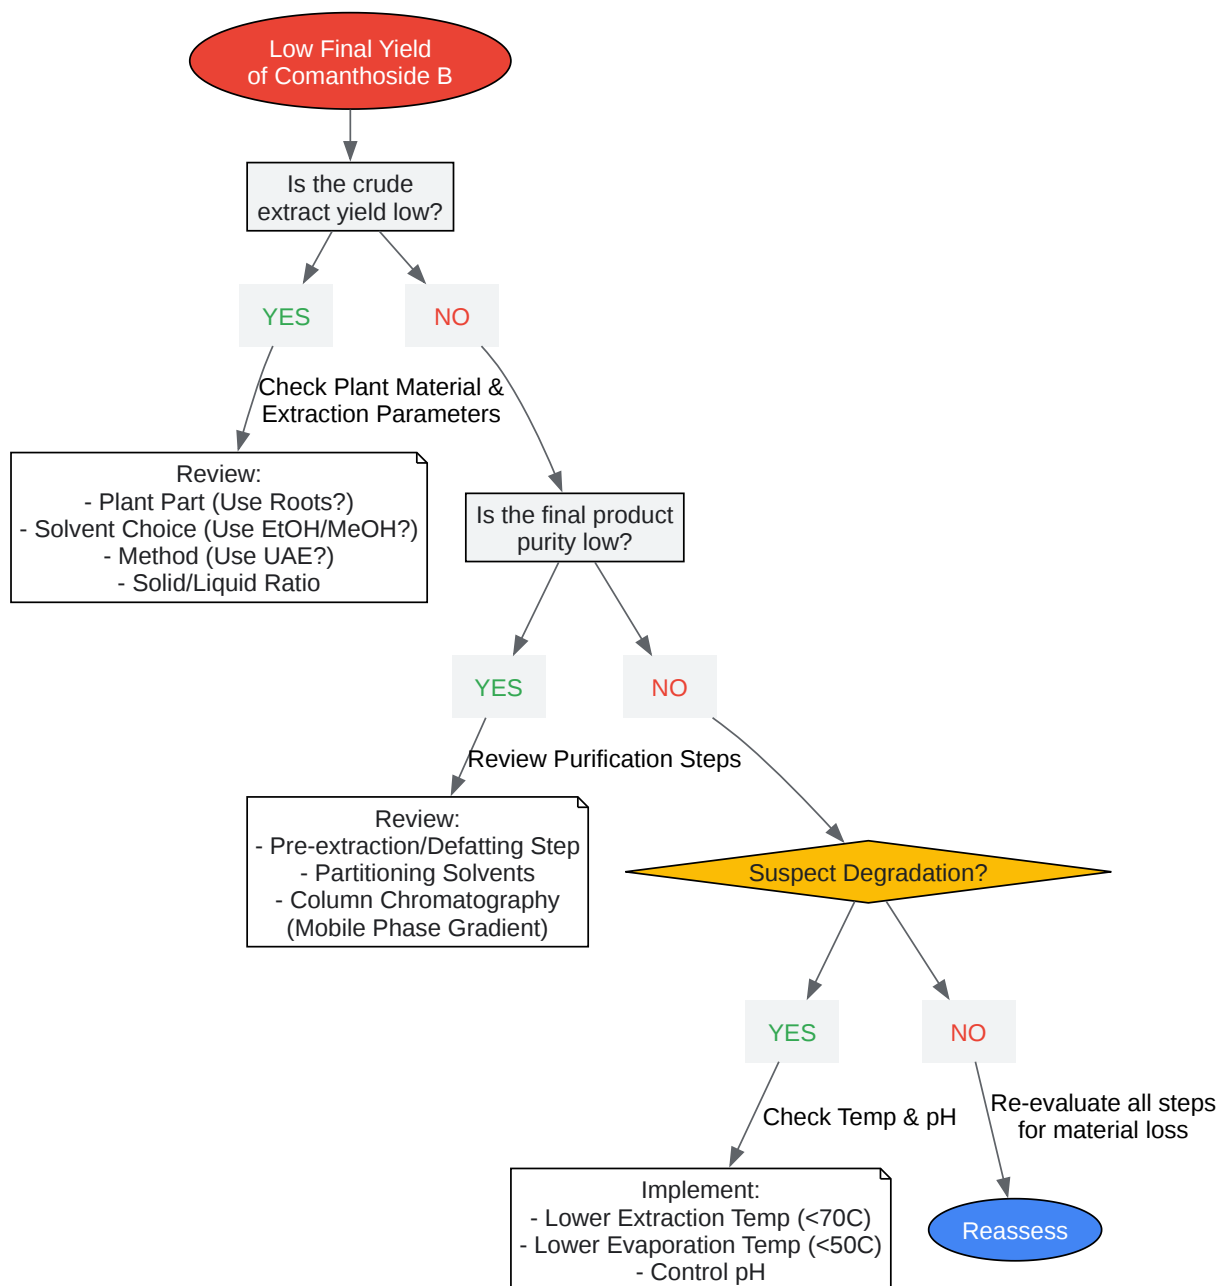 Low Final Yield
of Comanthoside B
Is the crude
extract yield low?
YES
NO
Check Plant Material &
Extraction Parameters
Review:
- Plant Part (Use Roots?)
- Solvent Choice (Use EtOH/MeOH?)
- Method (Use UAE?)
- Solid/Liquid Ratio
Is the final product
purity low?
YES
NO
Review Purification Steps
Review:
- Pre-extraction/Defatting Step
- Partitioning Solvents
- Column Chromatography
(Mobile Phase Gradient)
Suspect Degradation?
YES
NO
Check Temp & pH
Re-evaluate all steps
for material loss
Implement:
- Lower Extraction Temp (<70C)
- Lower Evaporation Temp (<50C)
- Control pH
Reassess